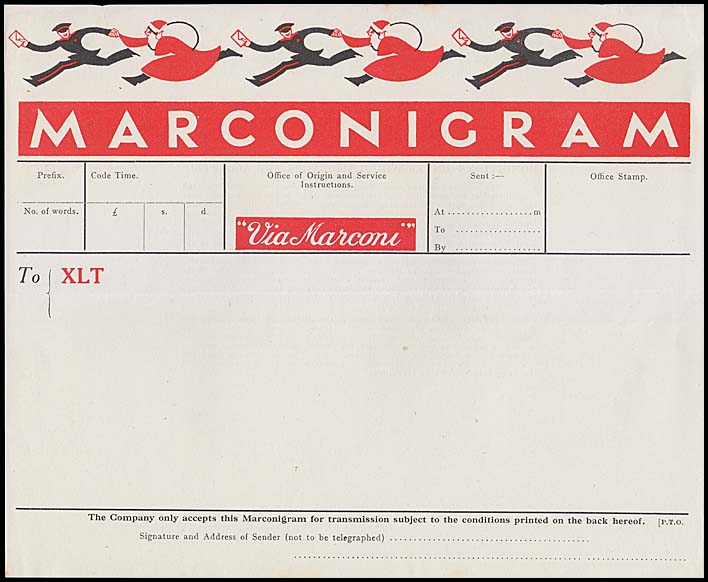 MARCONIGRAM
Prefix. Code Time. Office of Origin and Service Instructions. Sent :— Office Stamp.
No. of words. £ s. d. At ..................m
"Via Marconi" To ..................
By ..................
To { XLT
The Company only accepts this Marconigram for transmission subject to the conditions printed on the back hereof. [P.T.O.
Signature and Address of Sender (not to be telegraphed) ..........................................